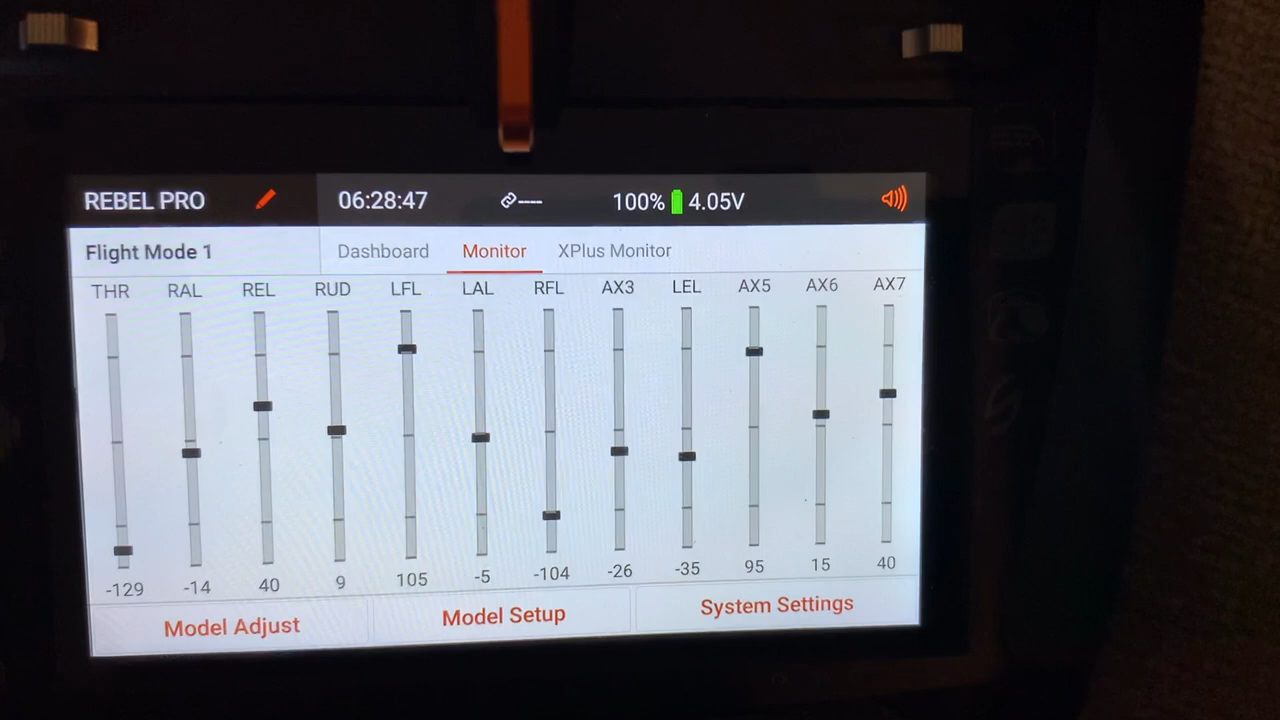 REBEL PRO 06:28:47 ---- 100% 4.05V
Flight Mode 1 Dashboard Monitor XPlus Monitor
THR RAL REL RUD LFL LAL RFL AX3 LEL AX5 AX6 AX7
-129 -14 40 9 105 -5 -104 -26 -35 95 15 40
Model Adjust Model Setup System Settings